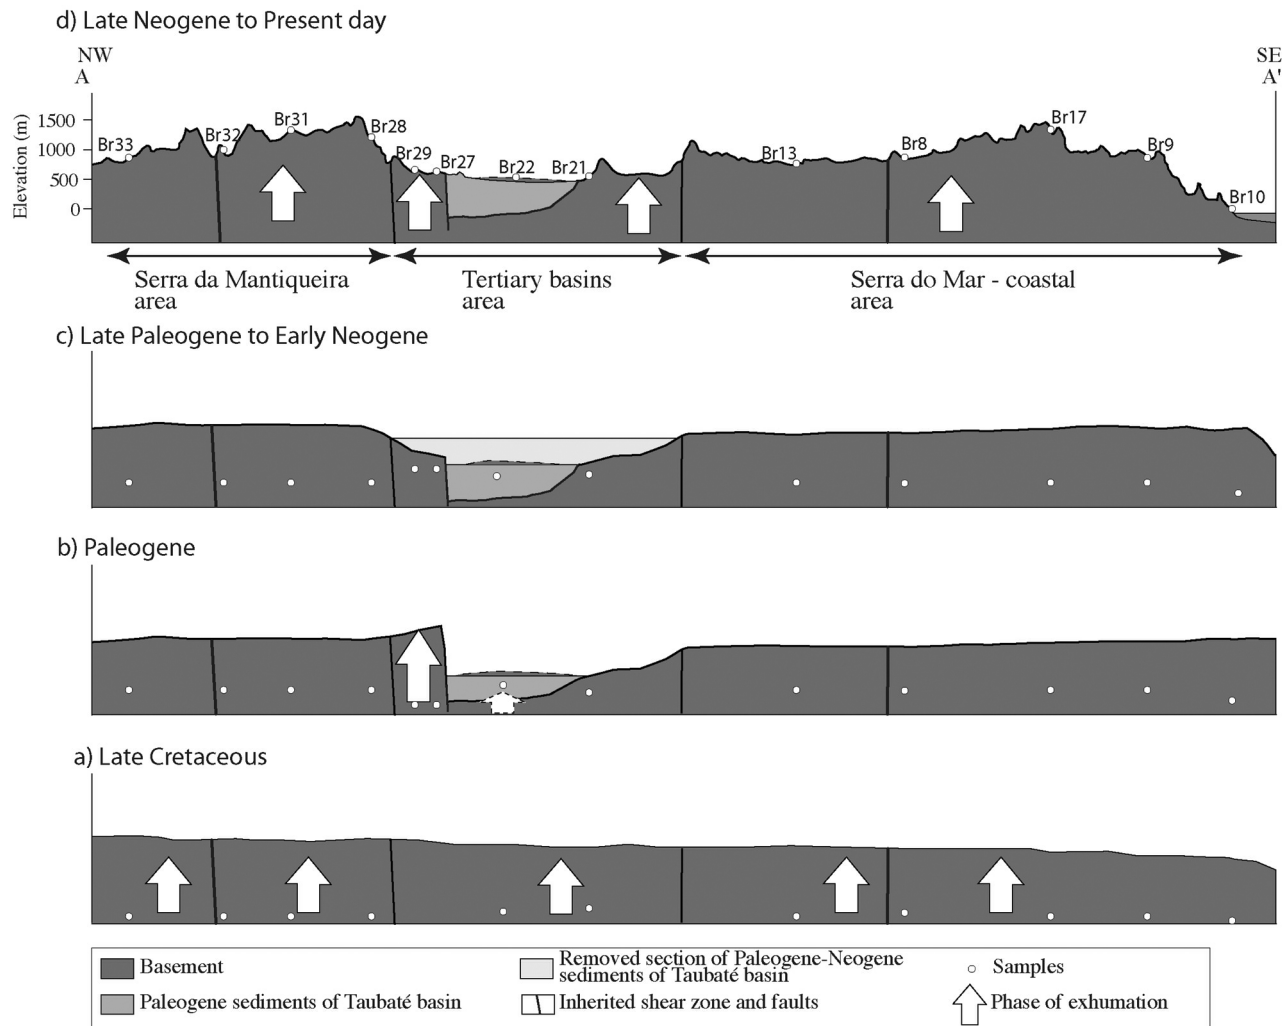 d) Late Neogene to Present day
NW
A
SE
A'
Elevation (m)
1500
1000
500
0
Br33
Br32
Br31
Br28
Br29
Br27
Br22
Br21
Br13
Br8
Br17
Br9
Br10
Serra da Mantiqueira
area
Tertiary basins
area
Serra do Mar - coastal
area
c) Late Paleogene to Early Neogene
b) Paleogene
a) Late Cretaceous
Basement
Paleogene sediments of Taubaté basin
Removed section of Paleogene-Neogene
sediments of Taubaté basin
Inherited shear zone and faults
Samples
Phase of exhumation